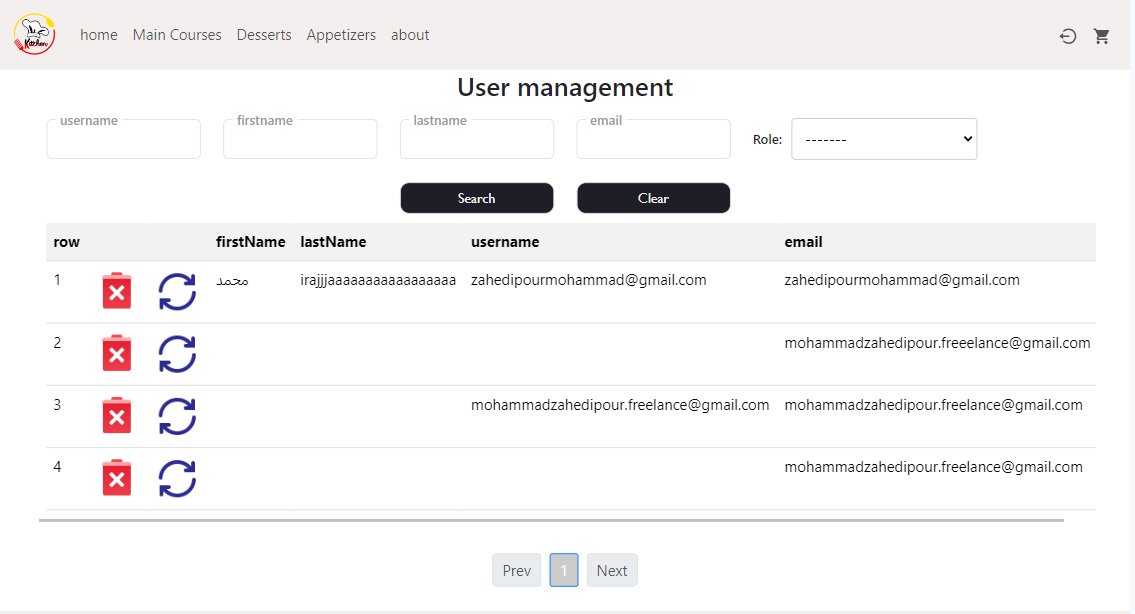 Kitchen home Main Courses Desserts Appetizers about
User management
username firstname lastname email
Role: -------
Search Clear
row firstName lastName username email
1 محمد irajjjaaaaaaaaaaaaaaaaa zahedipourmohammad@gmail.com zahedipourmohammad@gmail.com
2 mohammadzahedipour.freeelance@gmail.com
3 mohammadzahedipour.freelance@gmail.com mohammadzahedipour.freelance@gmail.com
4 mohammadzahedipour.freelance@gmail.com
Prev 1 Next